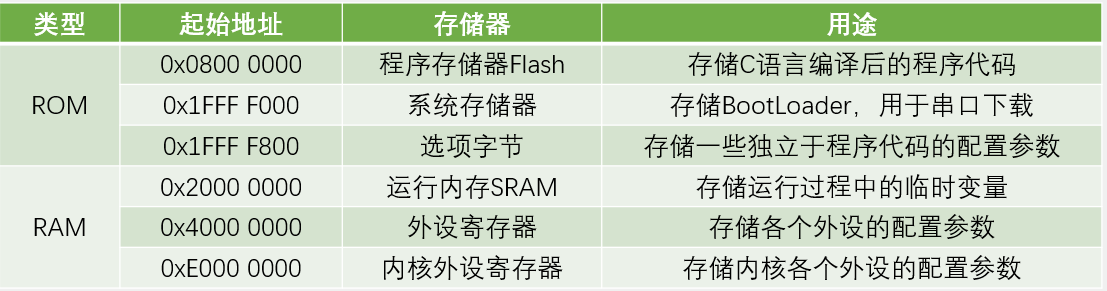 类型 起始地址 存储器 用途
ROM 0x0800 0000 程序存储器Flash 存储C语言编译后的程序代码
0x1FFF F000 系统存储器 存储BootLoader，用于串口下载
0x1FFF F800 选项字节 存储一些独立于程序代码的配置参数
RAM 0x2000 0000 运行内存SRAM 存储运行过程中的临时变量
0x4000 0000 外设寄存器 存储各个外设的配置参数
0xE000 0000 内核外设寄存器 存储内核各个外设的配置参数